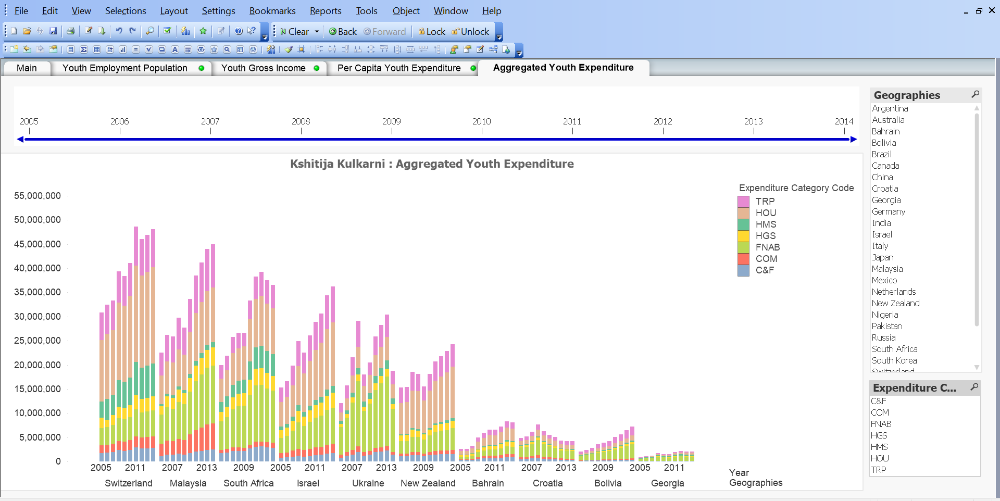 File Edit View Selections Layout Settings Bookmarks Reports Tools Object Window Help
Clear Back Forward Lock Unlock
Main Youth Employment Population Youth Gross Income Per Capita Youth Expenditure Aggregated Youth Expenditure
2005 2006 2007 2008 2009 2010 2011 2012 2013 2014
Kshitija Kulkarni : Aggregated Youth Expenditure
55,000,000
50,000,000
45,000,000
40,000,000
35,000,000
30,000,000
25,000,000
20,000,000
15,000,000
10,000,000
5,000,000
0
2005 2011 2007 2013 2009 2005 2011 2007 2013 2009 2005 2011 2007 2013 2009 2005 2011
Switzerland Malaysia South Africa Israel Ukraine New Zealand Bahrain Croatia Bolivia Georgia
Year
Geographies
Expenditure Category Code
TRP
HOU
HMS
HGS
FNAB
COM
C&F
Geographies
Argentina
Australia
Bahrain
Bolivia
Brazil
Canada
China
Croatia
Georgia
Germany
India
Israel
Italy
Japan
Malaysia
Mexico
Netherlands
New Zealand
Nigeria
Pakistan
Russia
South Africa
South Korea
Switzerland
Expenditure C...
C&F
COM
FNAB
HGS
HMS
HOU
TRP